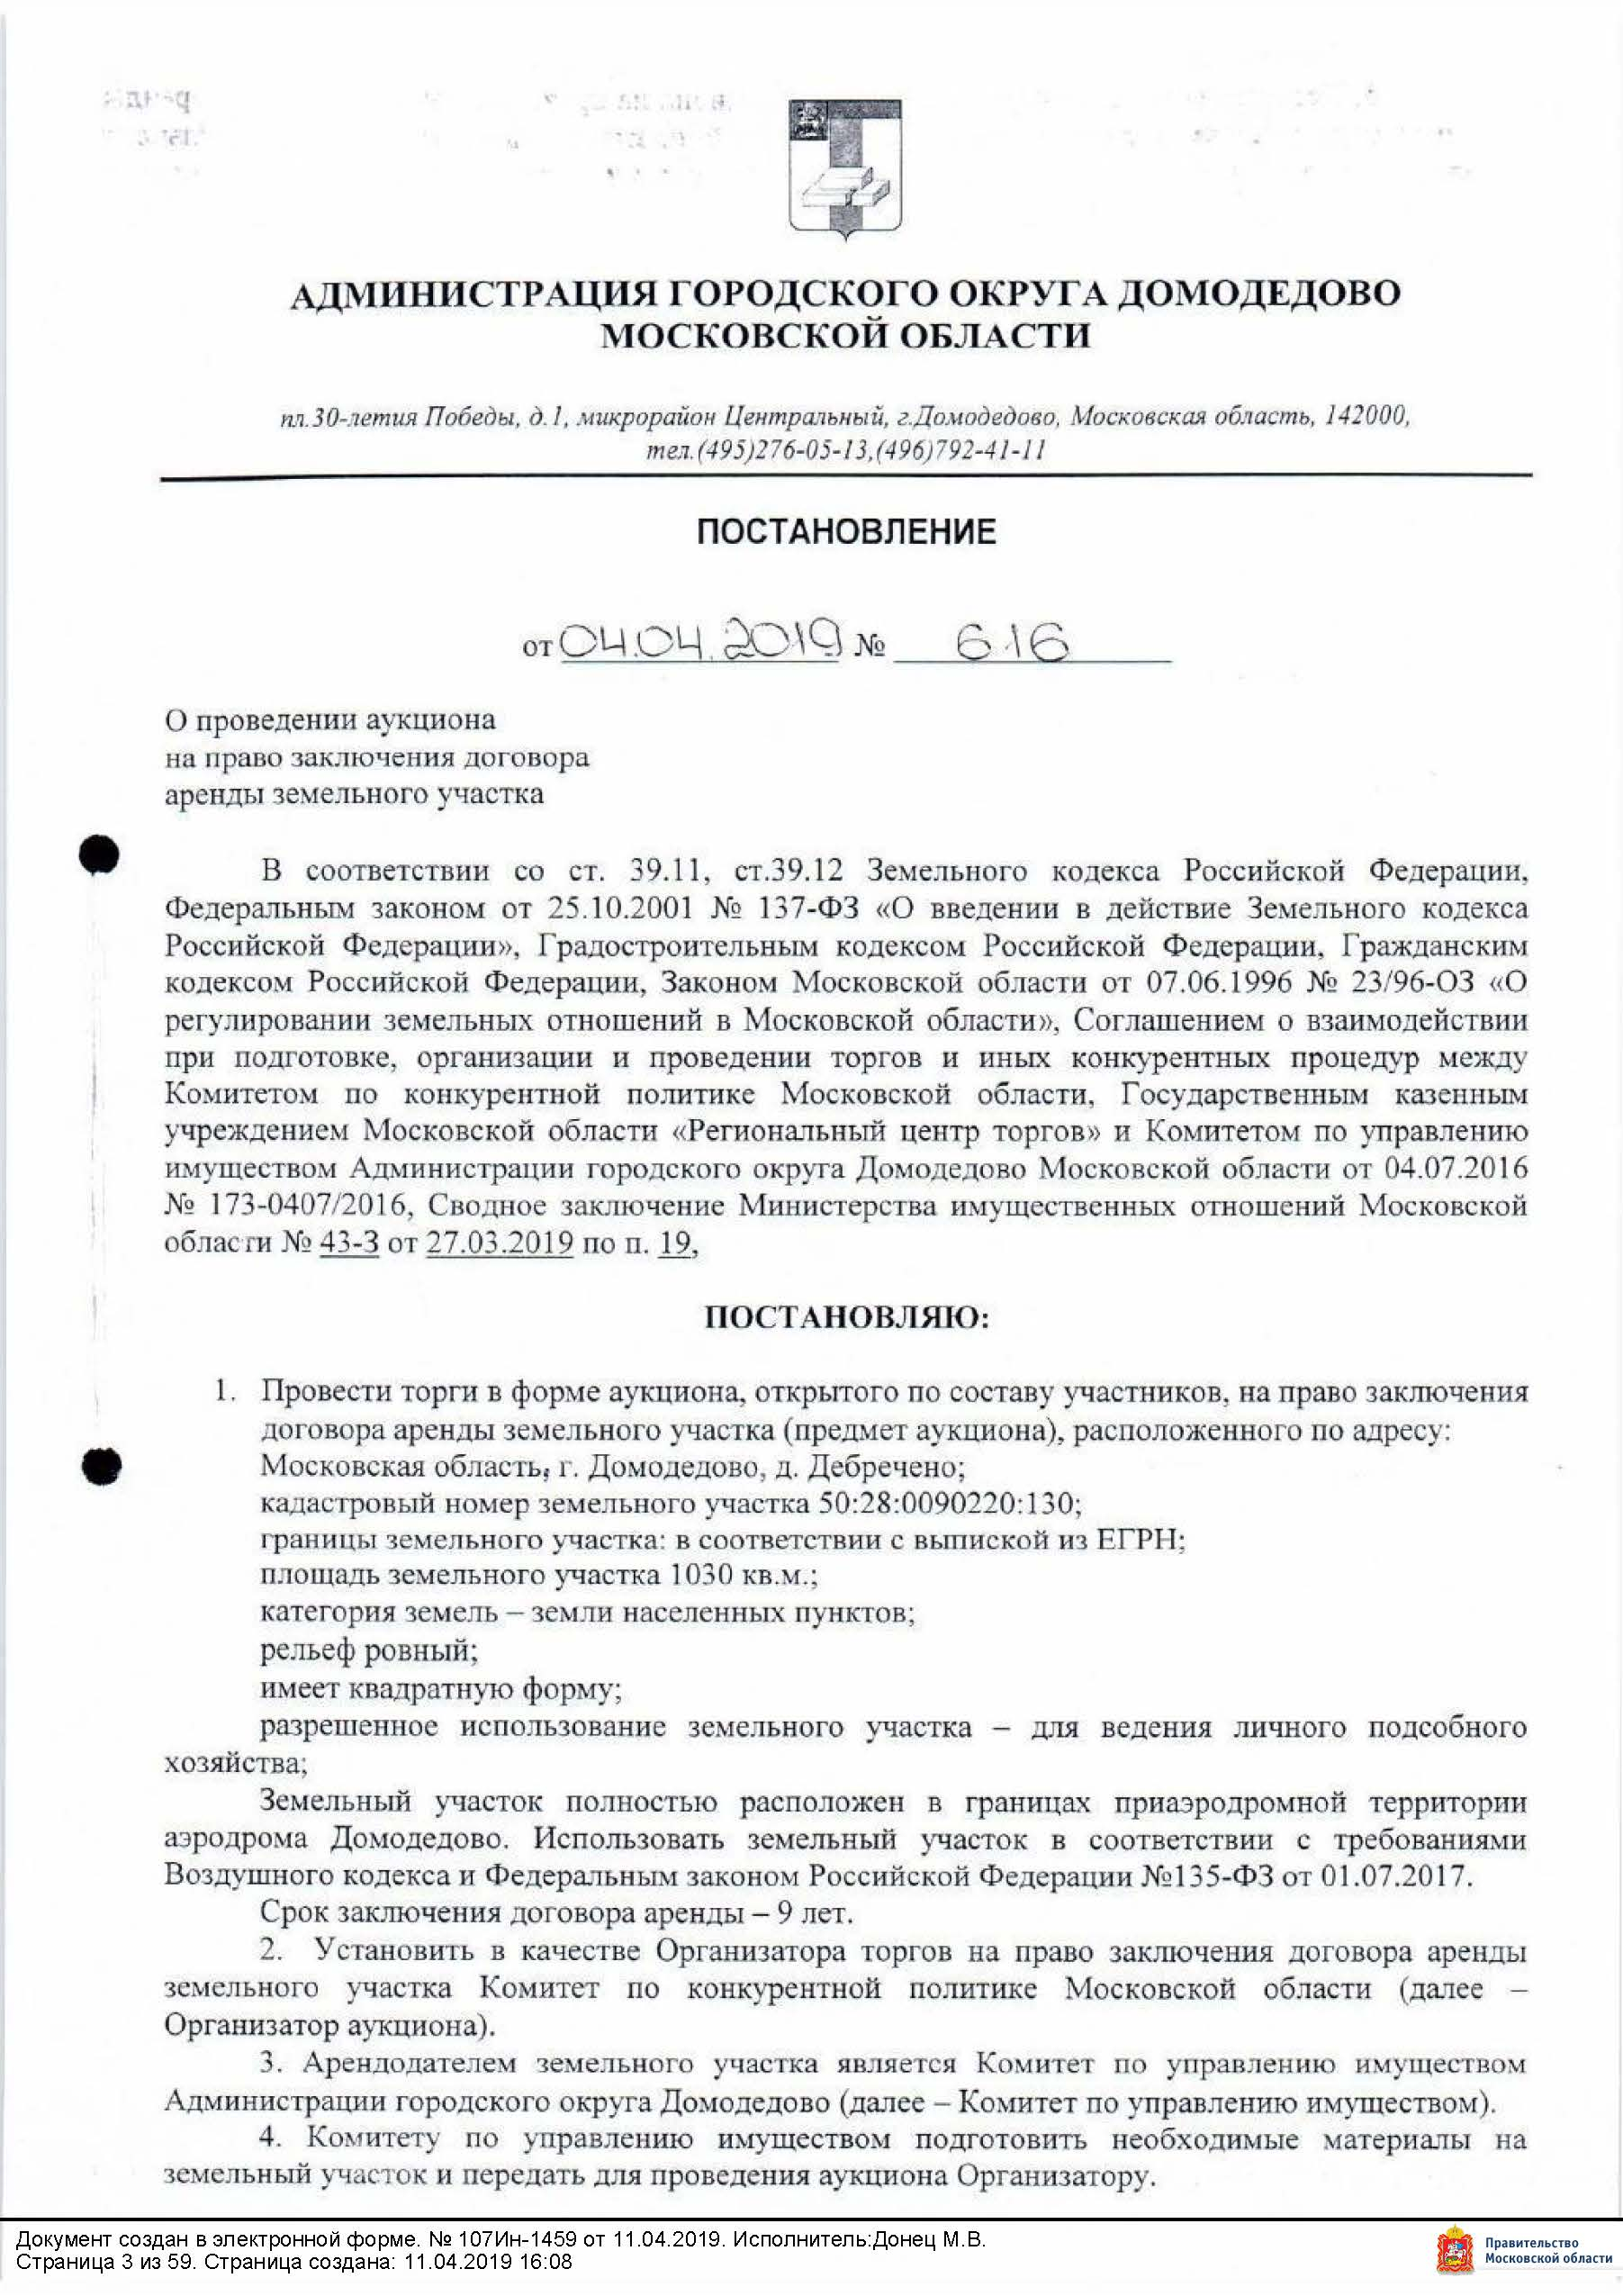 АДМИНИСТРАЦИЯ ГОРОДСКОГО ОКРУГА ДОМОДЕДОВО
МОСКОВСКОЙ ОБЛАСТИ
пл.30-летия Победы, д.1, микрорайон Центральный, г.Домодедово, Московская область, 142000,
тел.(495)276-05-13,(496)792-41-11
ПОСТАНОВЛЕНИЕ
от 04.04.2019 № 616
О проведении аукциона
на право заключения договора
аренды земельного участка
В соответствии со ст. 39.11, ст.39.12 Земельного кодекса Российской Федерации,
Федеральным законом от 25.10.2001 № 137-ФЗ «О введении в действие Земельного кодекса
Российской Федерации», Градостроительным кодексом Российской Федерации, Гражданским
кодексом Российской Федерации, Законом Московской области от 07.06.1996 № 23/96-ОЗ «О
регулировании земельных отношений в Московской области», Соглашением о взаимодействии
при подготовке, организации и проведении торгов и иных конкурентных процедур между
Комитетом по конкурентной политике Московской области, Государственным казенным
учреждением Московской области «Региональный центр торгов» и Комитетом по управлению
имуществом Администрации городского округа Домодедово Московской области от 04.07.2016
№ 173-0407/2016, Сводное заключение Министерства имущественных отношений Московской
области № 43-З от 27.03.2019 по п. 19,
ПОСТАНОВЛЯЮ:
1. Провести торги в форме аукциона, открытого по составу участников, на право заключения
договора аренды земельного участка (предмет аукциона), расположенного по адресу:
Московская область, г. Домодедово, д. Дебречено;
кадастровый номер земельного участка 50:28:0090220:130;
границы земельного участка: в соответствии с выпиской из ЕГРН;
площадь земельного участка 1030 кв.м.;
категория земель – земли населенных пунктов;
рельеф ровный;
имеет квадратную форму;
разрешенное использование земельного участка – для ведения личного подсобного
хозяйства;
Земельный участок полностью расположен в границах приаэродромной территории
аэродрома Домодедово. Использовать земельный участок в соответствии с требованиями
Воздушного кодекса и Федеральным законом Российской Федерации №135-ФЗ от 01.07.2017.
Срок заключения договора аренды – 9 лет.
2. Установить в качестве Организатора торгов на право заключения договора аренды
земельного участка Комитет по конкурентной политике Московской области (далее –
Организатор аукциона).
3. Арендодателем земельного участка является Комитет по управлению имуществом
Администрации городского округа Домодедово (далее – Комитет по управлению имуществом).
4. Комитету по управлению имуществом подготовить необходимые материалы на
земельный участок и передать для проведения аукциона Организатору.
Документ создан в электронной форме. № 107Ин-1459 от 11.04.2019. Исполнитель:Донец М.В.
Страница 3 из 59. Страница создана: 11.04.2019 16:08
Правительство
Московской области